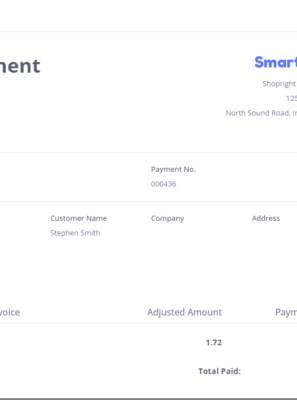 nent
Smart
Shopright
125
North Sound Road, I
Payment No.
000436
Customer Name Company Address
Stephen Smith
voice Adjusted Amount Paym
1.72
Total Paid: